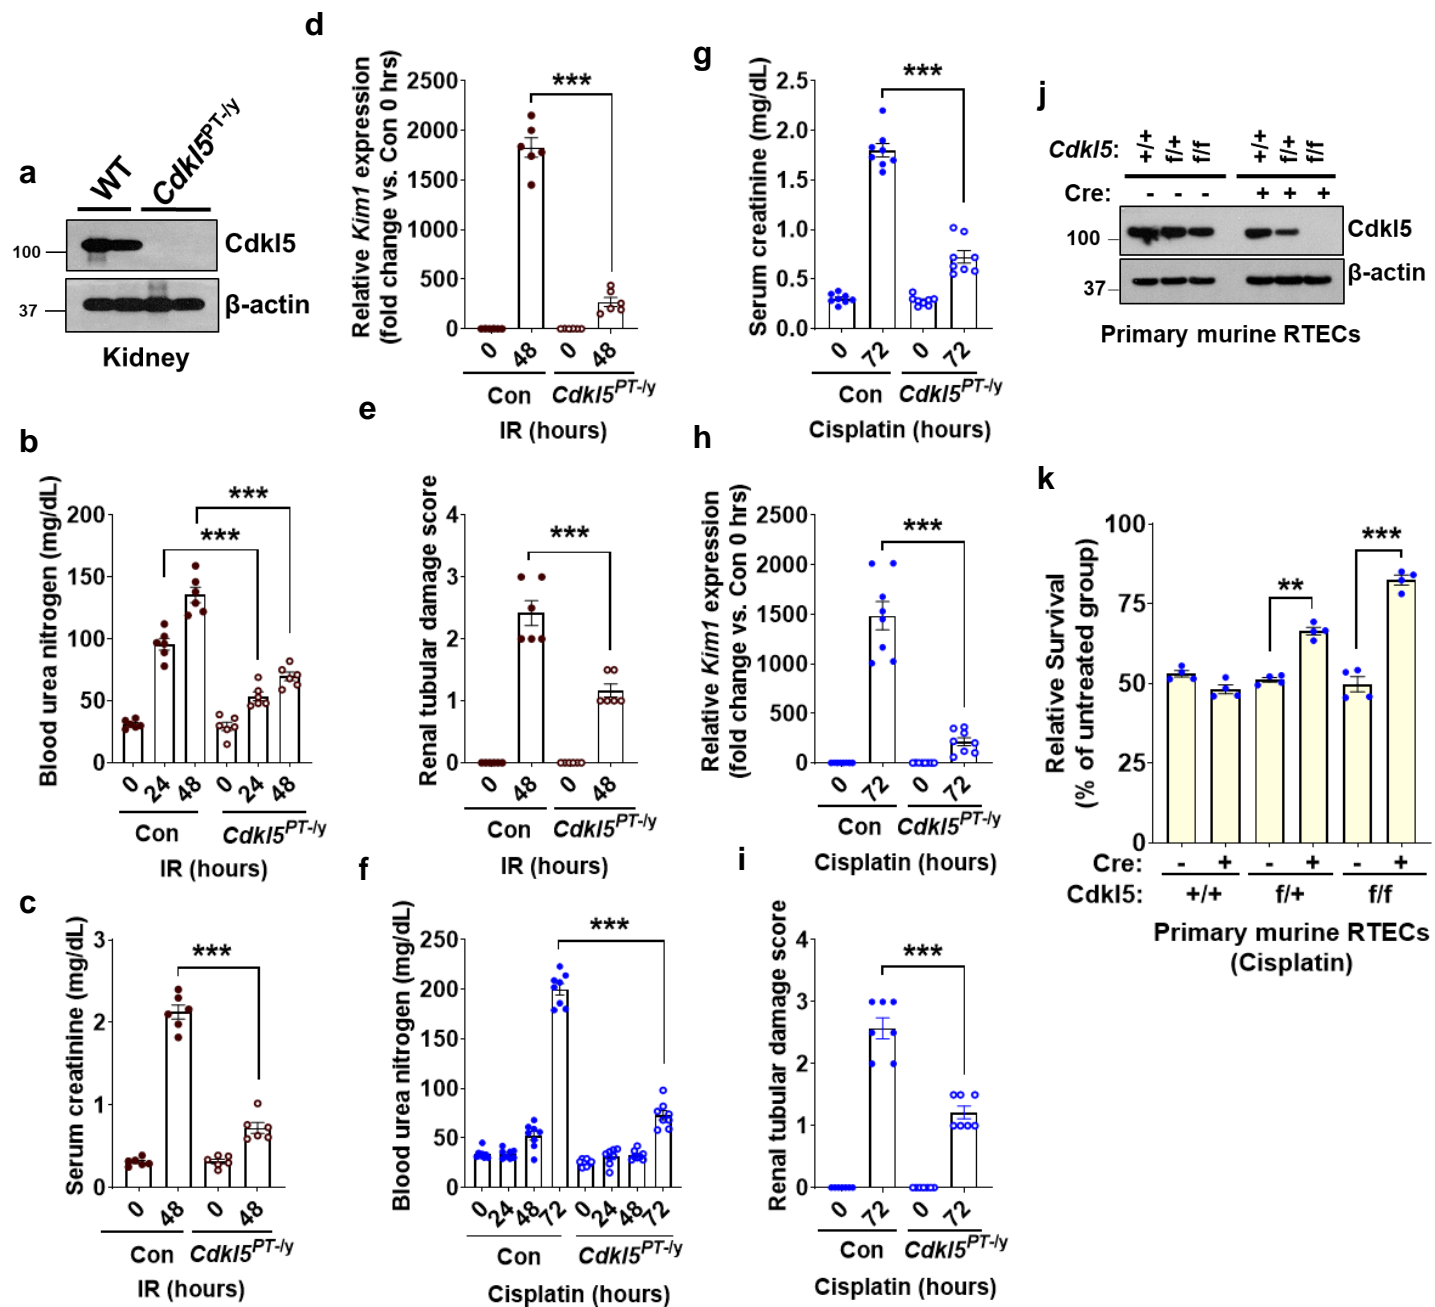 a
WT
Cdkl5PT-/y
100
Cdkl5
37
β-actin
Kidney
b
Blood urea nitrogen (mg/dL)
200
150
100
50
0
***
***
0
24
48
0
24
48
Con
Cdkl5PT-/y
IR (hours)
c
Serum creatinine (mg/dL)
3
2
1
0
***
0
48
0
48
Con
Cdkl5PT-/y
IR (hours)
d
Relative Kim1 expression
(fold change vs. Con 0 hrs)
2500
2000
1500
1000
500
0
***
0
48
0
48
Con
Cdkl5PT-/y
IR (hours)
e
Renal tubular damage score
4
3
2
1
0
***
0
48
0
48
Con
Cdkl5PT-/y
IR (hours)
f
Blood urea nitrogen (mg/dL)
250
200
150
100
50
0
***
0
24
48
72
0
24
48
72
Con
Cdkl5PT-/y
Cisplatin (hours)
g
Serum creatinine (mg/dL)
2.5
2.0
1.5
1.0
0.5
0.0
***
0
72
0
72
Con
Cdkl5PT-/y
Cisplatin (hours)
h
Relative Kim1 expression
(fold change vs. Con 0 hrs)
2500
2000
1500
1000
500
0
***
0
72
0
72
Con
Cdkl5PT-/y
Cisplatin (hours)
i
Renal tubular damage score
4
3
2
1
0
***
0
72
0
72
Con
Cdkl5PT-/y
Cisplatin (hours)
j
Cdkl5: +/+ f/+ f/f +/+ f/+ f/f
Cre: - - - + + +
100
Cdkl5
37
β-actin
Primary murine RTECs
k
Relative Survival
(% of untreated group)
100
75
50
25
0
**
***
Cre: - + - + - +
Cdkl5: +/+ f/+ f/f
Primary murine RTECs
(Cisplatin)